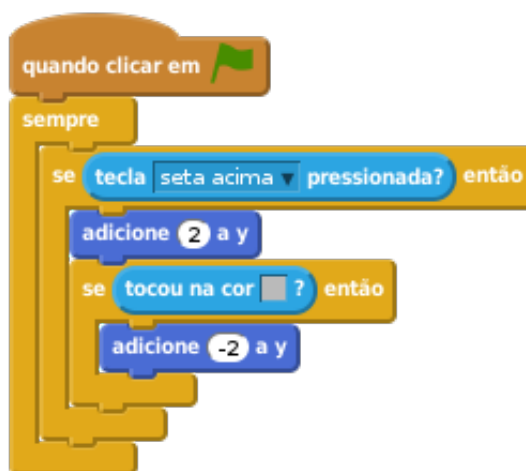 quando clicar em
sempre
se tecla seta acima pressionada? então
adicione 2 a y
se tocou na cor ? então
adicione -2 a y